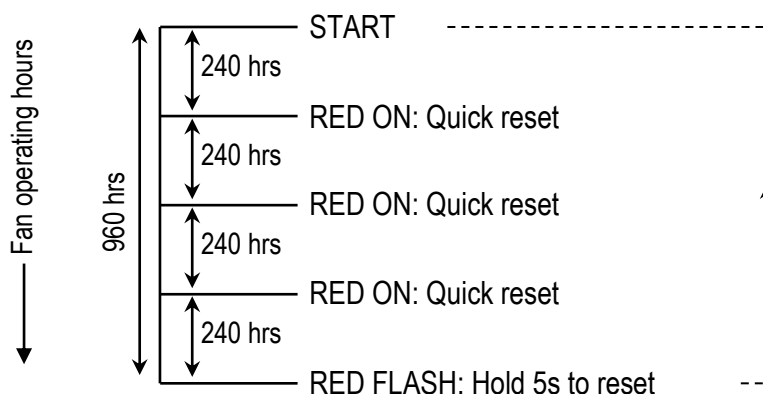 START
240 hrs
RED ON: Quick reset
240 hrs
RED ON: Quick reset
240 hrs
RED ON: Quick reset
240 hrs
RED FLASH: Hold 5s to reset
960 hrs
Fan operating hours